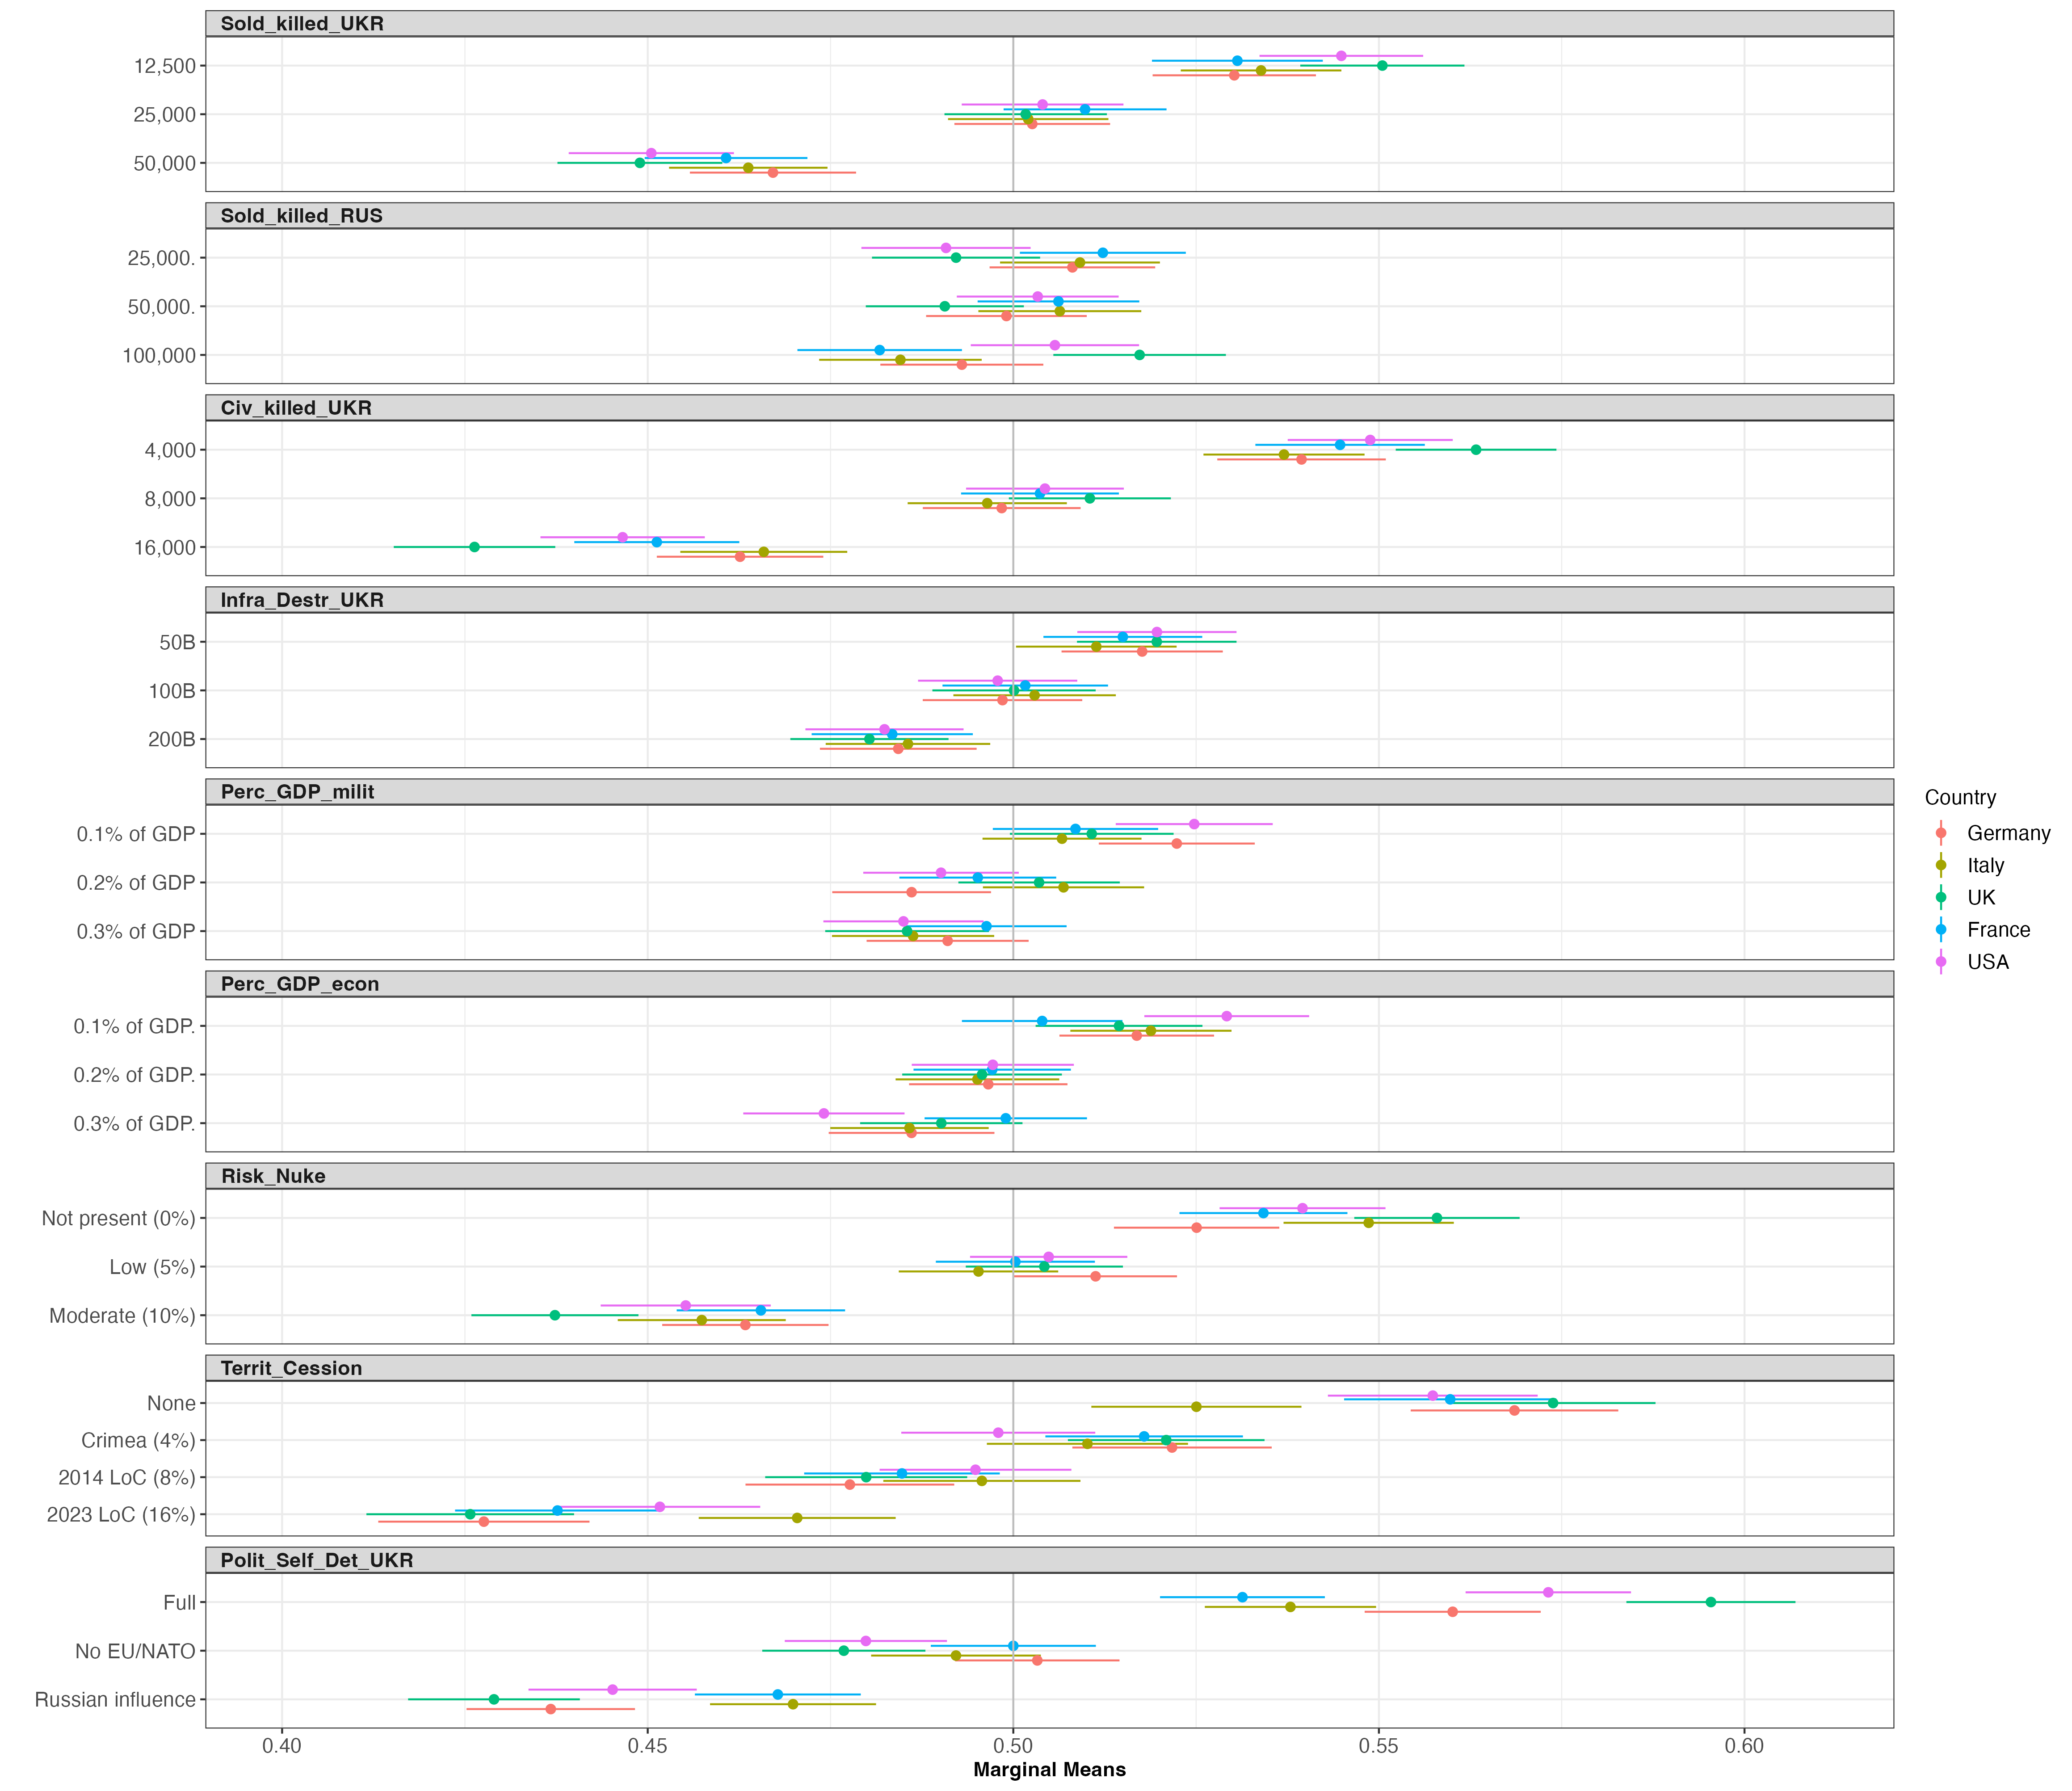 Sold_killed_UKR
12,500
25,000
50,000
Sold_killed_RUS
25,000.
50,000.
100,000
Civ_killed_UKR
4,000
8,000
16,000
Infra_Destr_UKR
50B
100B
200B
Perc_GDP_milit
0.1% of GDP
0.2% of GDP
0.3% of GDP
Perc_GDP_econ
0.1% of GDP.
0.2% of GDP.
0.3% of GDP.
Risk_Nuke
Not present (0%)
Low (5%)
Moderate (10%)
Territ_Cession
None
Crimea (4%)
2014 LoC (8%)
2023 LoC (16%)
Polit_Self_Det_UKR
Full
No EU/NATO
Russian influence
0.40 0.45 0.50 0.55 0.60
Marginal Means
Country
Germany
Italy
UK
France
USA